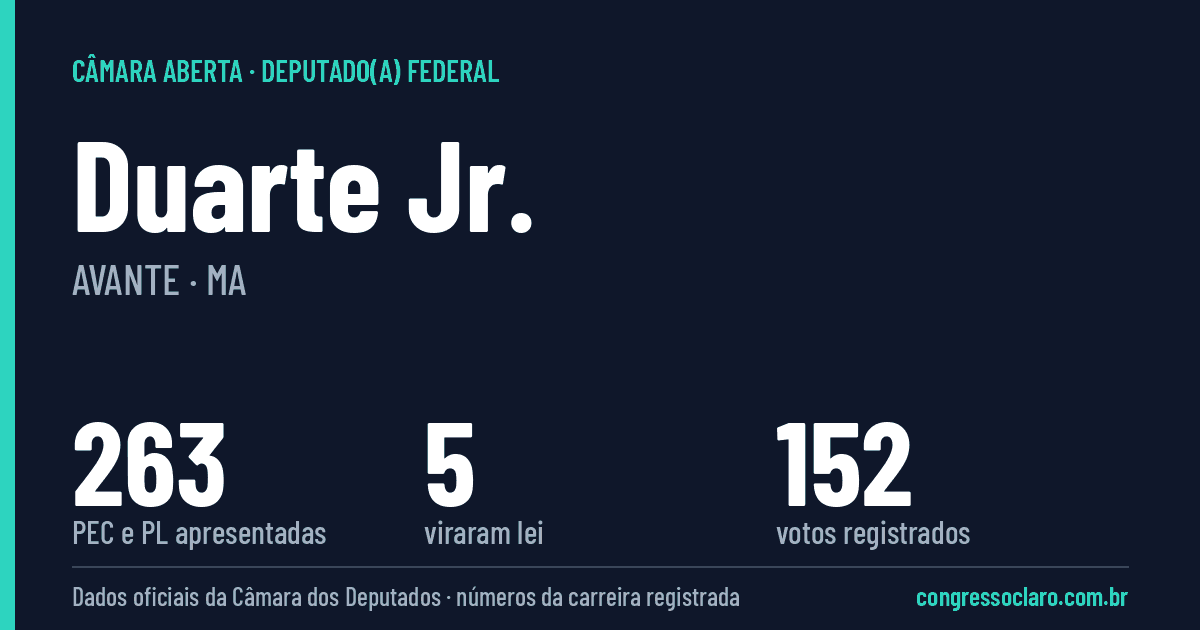 CÂMARA ABERTA · DEPUTADO(A) FEDERAL
Duarte Jr.
AVANTE · MA
263 5 152
PEC e PL apresentadas viraram lei votos registrados
Dados oficiais da Câmara dos Deputados · números da carreira registrada congressoclaro.com.br